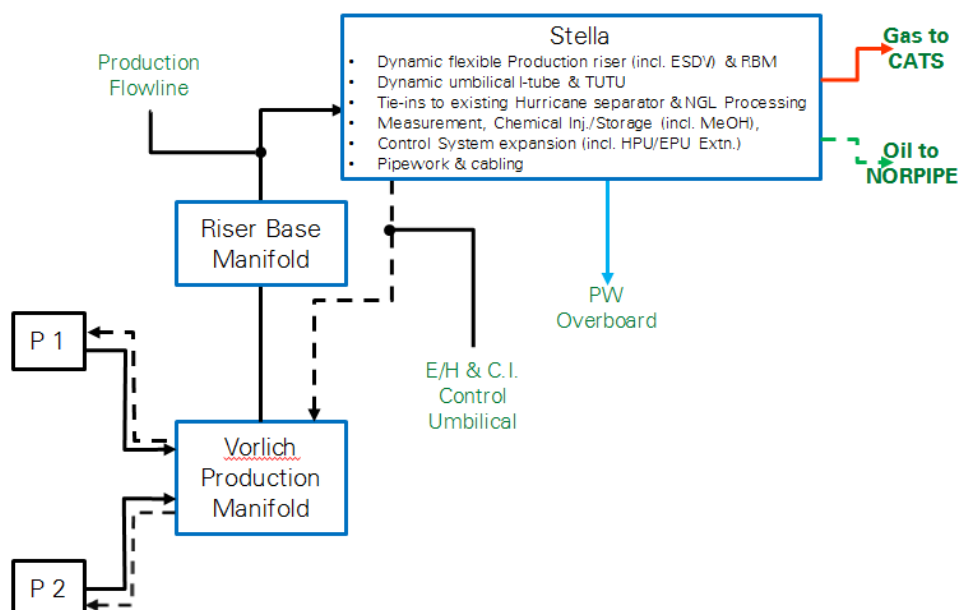 Stella
• Dynamic flexible Production riser (incl. ESDV) & RBM
• Dynamic umbilical I-tube & TUTU
• Tie-ins to existing Hurricane separator & NGL Processing
• Measurement, Chemical Inj./Storage (incl. MeOH),
• Control System expansion (incl. HPU/EPU Extn.)
• Pipework & cabling
Gas to
CATS
Oil to
NORPIPE
Production
Flowline
Riser Base
Manifold
PW
Overboard
P 1
E/H & C.I.
Control
Umbilical
Vorlich
Production
Manifold
P 2